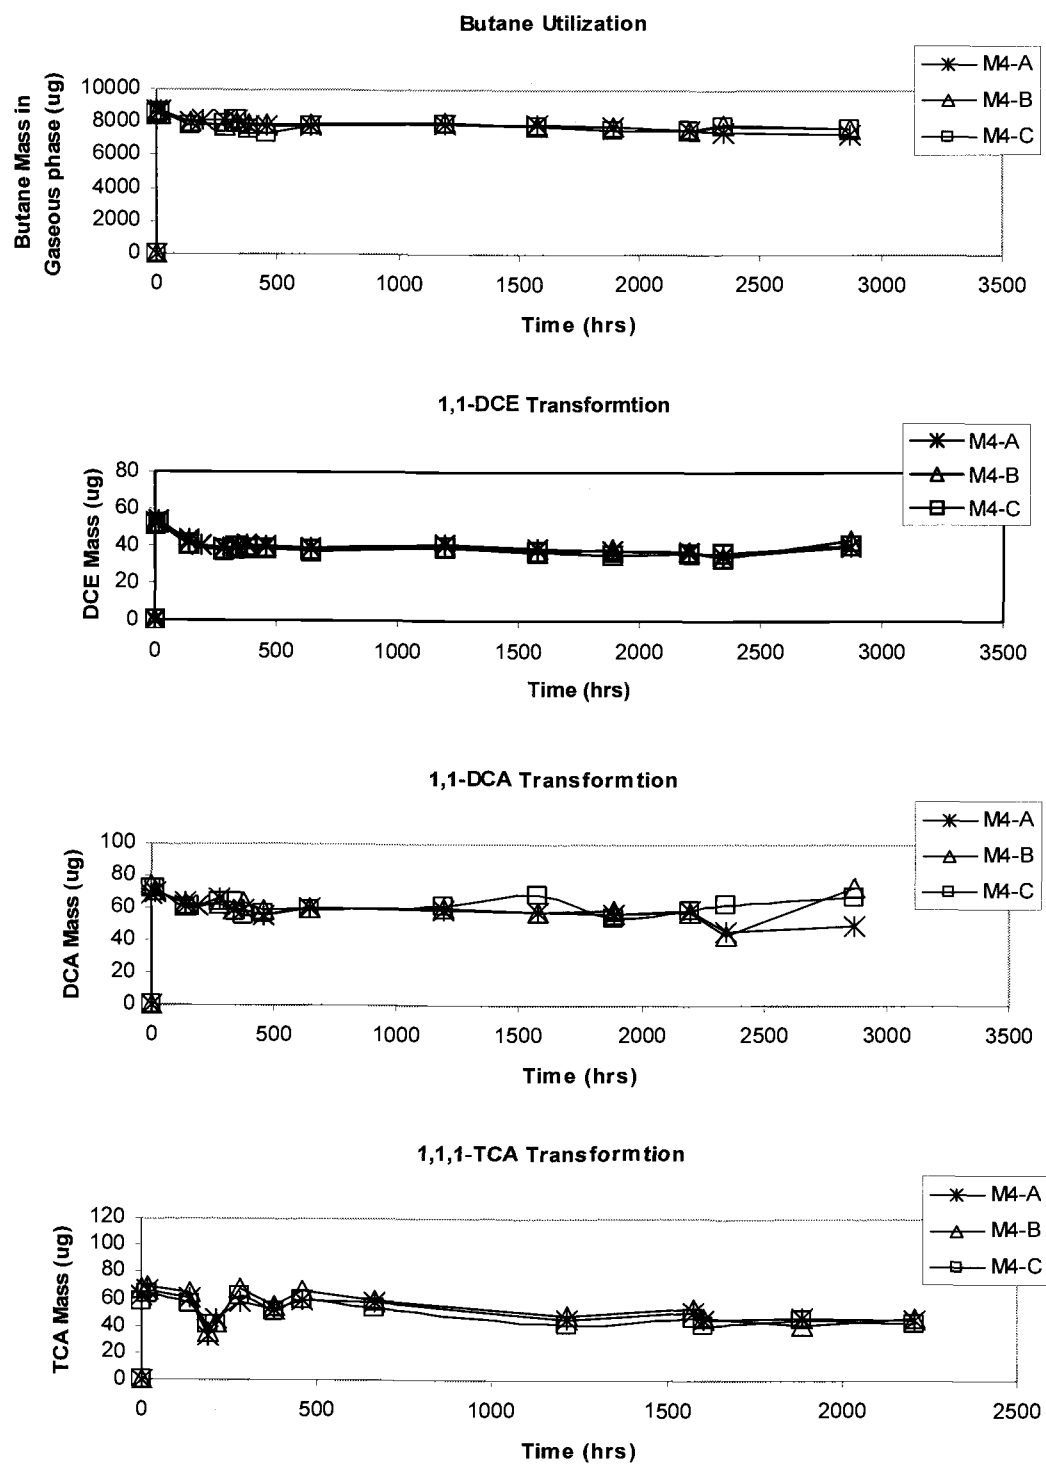 Butane Utilization
Butane Mass in
Gaseous phase (ug)
10000
8000
6000
4000
2000
0
0 500 1000 1500 2000 2500 3000 3500
Time (hrs)
M4-A
M4-B
M4-C
1,1-DCE Transformtion
DCE Mass (ug)
80
60
40
20
0
0 500 1000 1500 2000 2500 3000 3500
Time (hrs)
M4-A
M4-B
M4-C
1,1-DCA Transformtion
DCA Mass (ug)
100
80
60
40
20
0
0 500 1000 1500 2000 2500 3000 3500
Time (hrs)
M4-A
M4-B
M4-C
1,1,1-TCA Transformtion
TCA Mass (ug)
120
100
80
60
40
20
0
0 500 1000 1500 2000 2500
Time (hrs)
M4-A
M4-B
M4-C